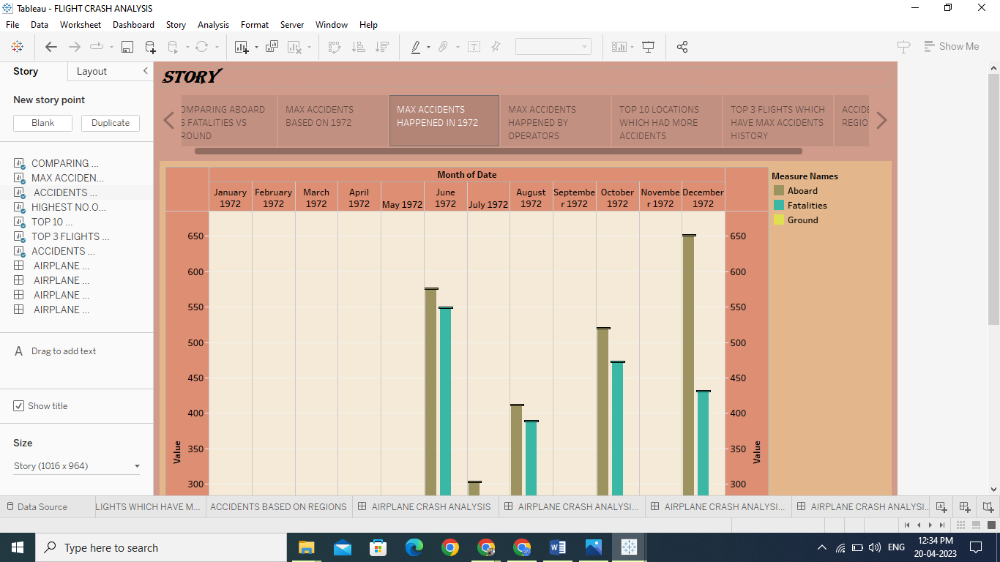 Tableau - FLIGHT CRASH ANALYSIS
File Data Worksheet Dashboard Story Analysis Format Server Window Help
Show Me
Story Layout
New story point
Blank Duplicate
COMPARING ...
MAX ACCIDEN...
ACCIDENTS ...
HIGHEST NO.O...
TOP 10 ...
TOP 3 FLIGHTS ...
ACCIDENTS ...
AIRPLANE ...
AIRPLANE ...
AIRPLANE ...
AIRPLANE ...
A Drag to add text
Show title
Size
Story (1016 x 964)
STORY
OMPARING ABOARD
S FATALITIES VS
ROUND
MAX ACCIDENTS
BASED ON 1972
MAX ACCIDENTS
HAPPENED IN 1972
MAX ACCIDENTS
HAPPENED BY
OPERATORS
TOP 10 LOCATIONS
WHICH HAD MORE
ACCIDENTS
TOP 3 FLIGHTS WHICH
HAVE MAX ACCIDENTS
HISTORY
ACCIDE
REGIO
Month of Date
January
1972
February
1972
March
1972
April
1972
May 1972
June
1972
July 1972
August
1972
Septembe
r 1972
October
1972
Novembe
r 1972
December
1972
650
600
550
500
450
400
350
300
Value
650
600
550
500
450
400
350
300
Value
Measure Names
Aboard
Fatalities
Ground
Data Source
LIGHTS WHICH HAVE M...
ACCIDENTS BASED ON REGIONS
AIRPLANE CRASH ANALYSIS
AIRPLANE CRASH ANALYSI...
AIRPLANE CRASH ANALYSI...
AIRPLANE CRASH ANALYSI...
Type here to search
ENG
12:34 PM
20-04-2023